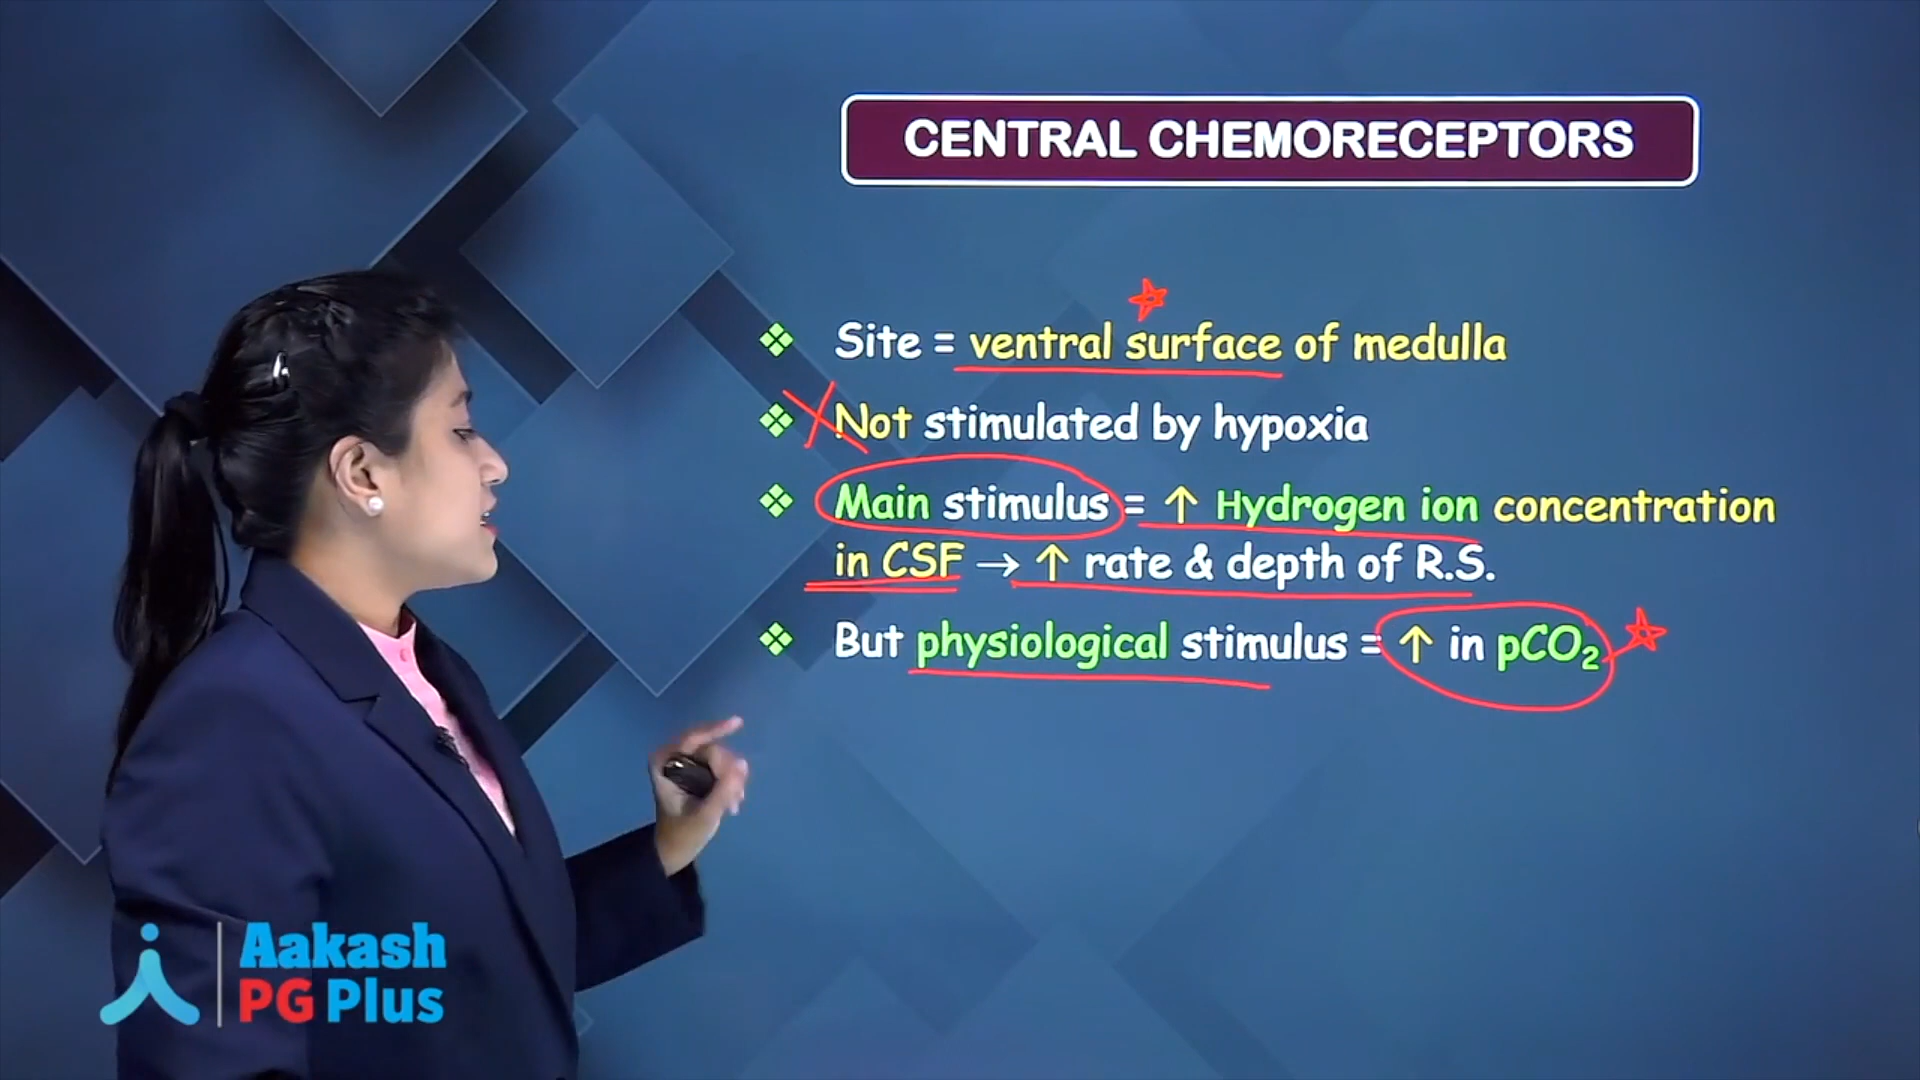 CENTRAL CHEMORECEPTORS
❖ Site = ventral surface of medulla
❖ Not stimulated by hypoxia
❖ Main stimulus = ↑ Hydrogen ion concentration
in CSF → ↑ rate & depth of R.S.
❖ But physiological stimulus = ↑ in pCO₂
Aakash
PG Plus